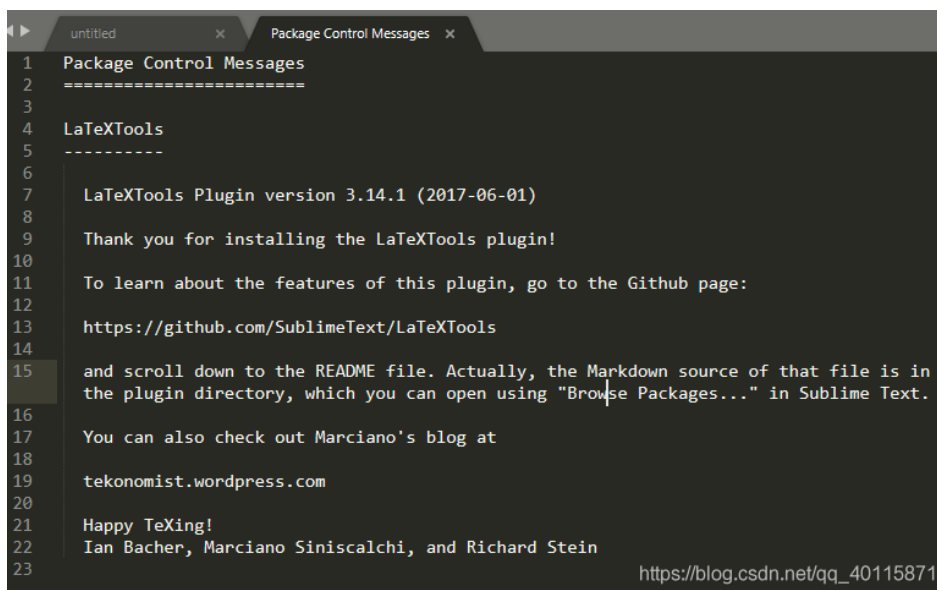 untitled × Package Control Messages ×
1 Package Control Messages
2 ========================
3
4 LaTeXTools
5 ----------
6
7 LaTeXTools Plugin version 3.14.1 (2017-06-01)
8
9 Thank you for installing the LaTeXTools plugin!
10
11 To learn about the features of this plugin, go to the Github page:
12
13 https://github.com/SublimeText/LaTeXTools
14
15 and scroll down to the README file. Actually, the Markdown source of that file is in
the plugin directory, which you can open using "Browse Packages..." in Sublime Text.
16
17 You can also check out Marciano's blog at
18
19 tekonomist.wordpress.com
20
21 Happy TeXing!
22 Ian Bacher, Marciano Siniscalchi, and Richard Stein
23
https://blog.csdn.net/qq_40115871